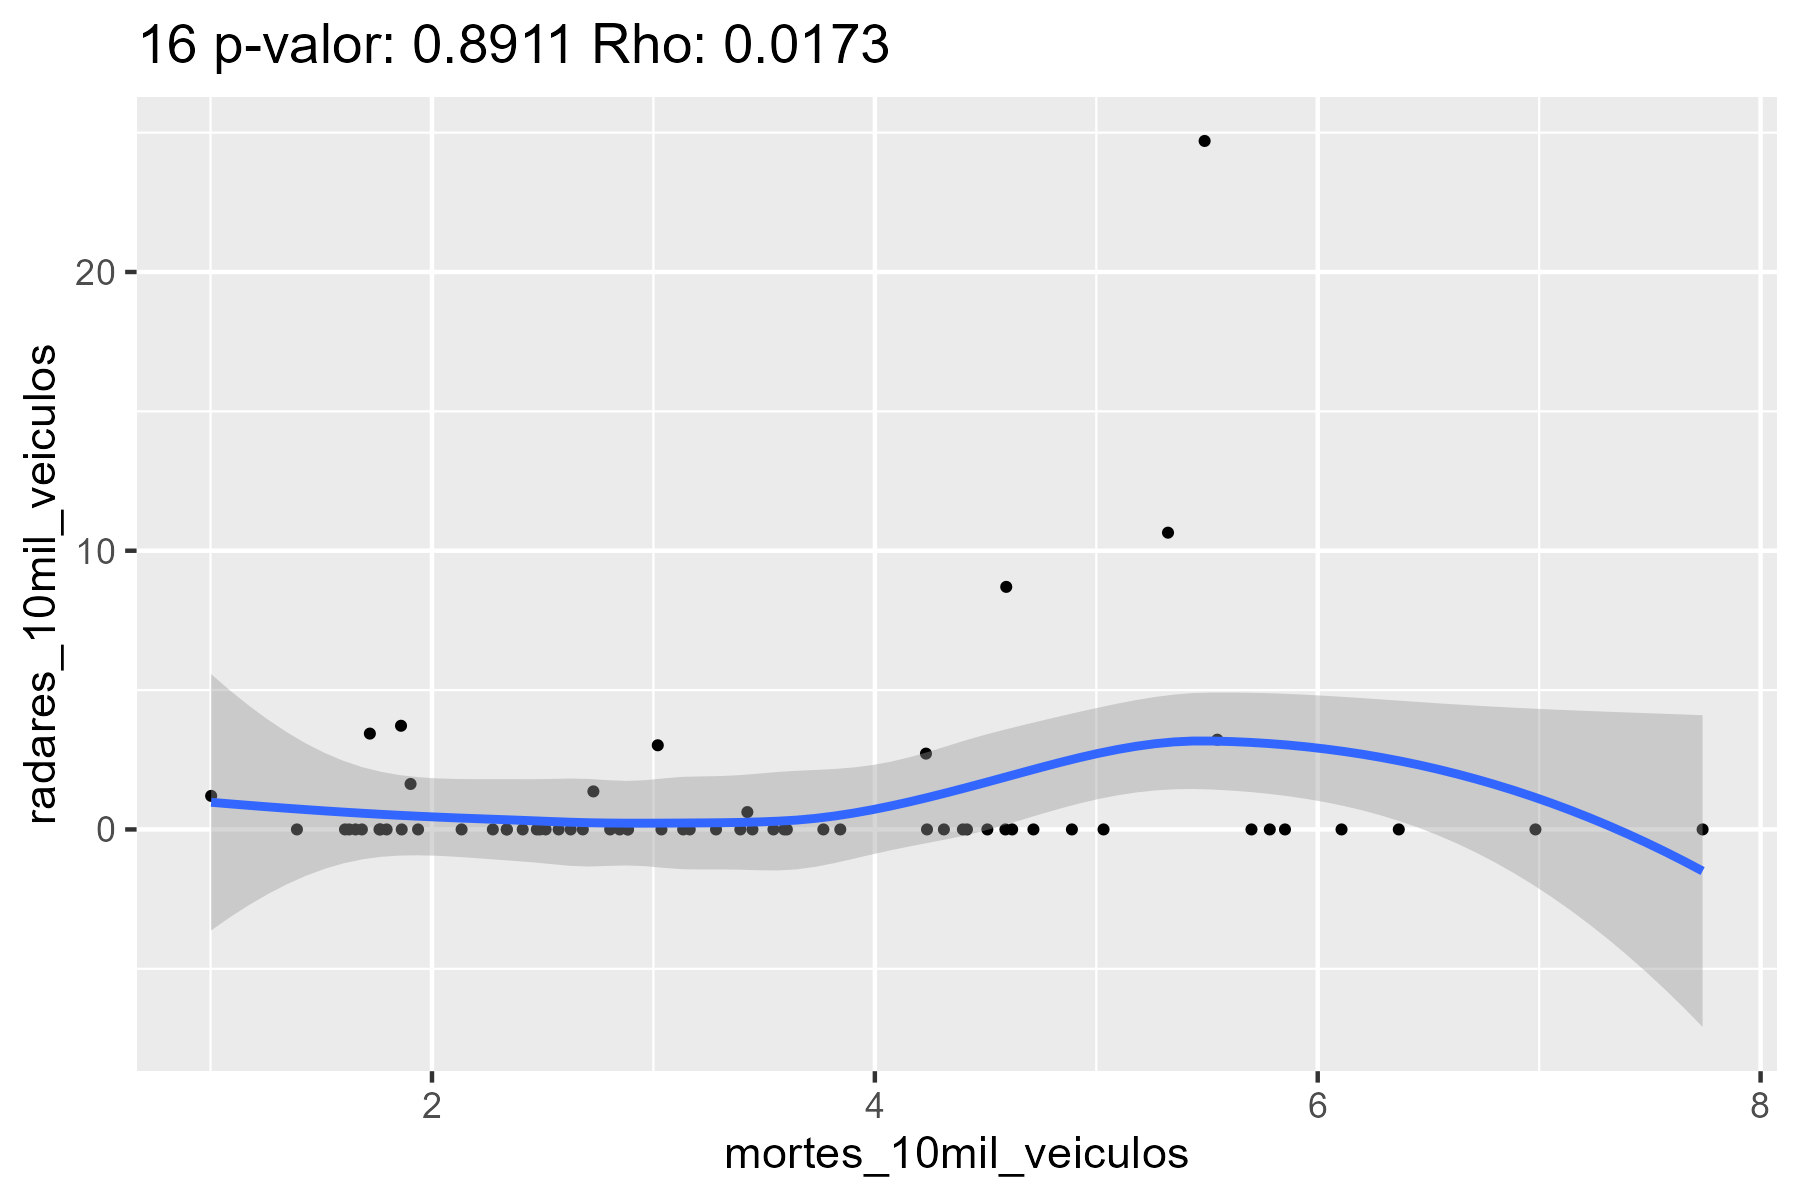 16 p-valor: 0.8911 Rho: 0.0173
radares_10mil_veiculos
20
10
0
2 4 6 8
mortes_10mil_veiculos